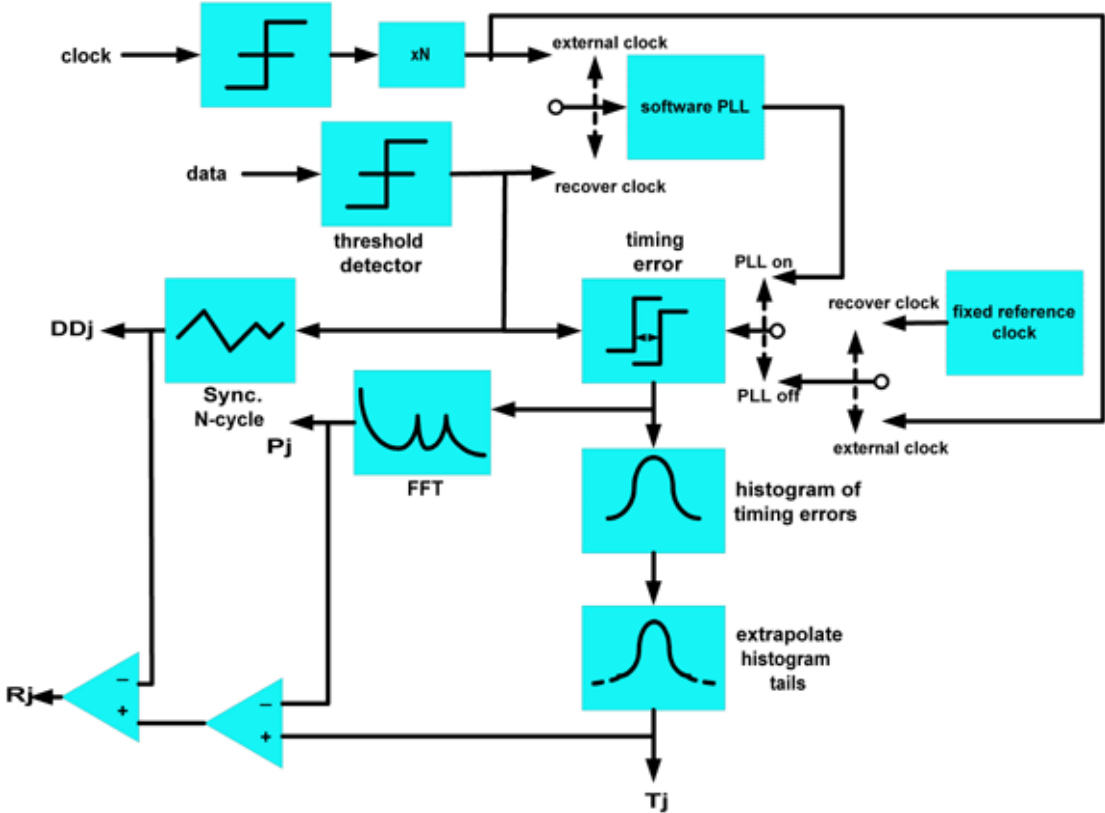 clock
xN
external clock
software PLL
data
recover clock
threshold
detector
timing
error
PLL on
recover clock
fixed reference
clock
DDj
Sync.
N-cycle
PLL off
external clock
Pj
FFT
histogram of
timing errors
extrapolate
histogram
tails
Rj
−
+
−
+
Tj